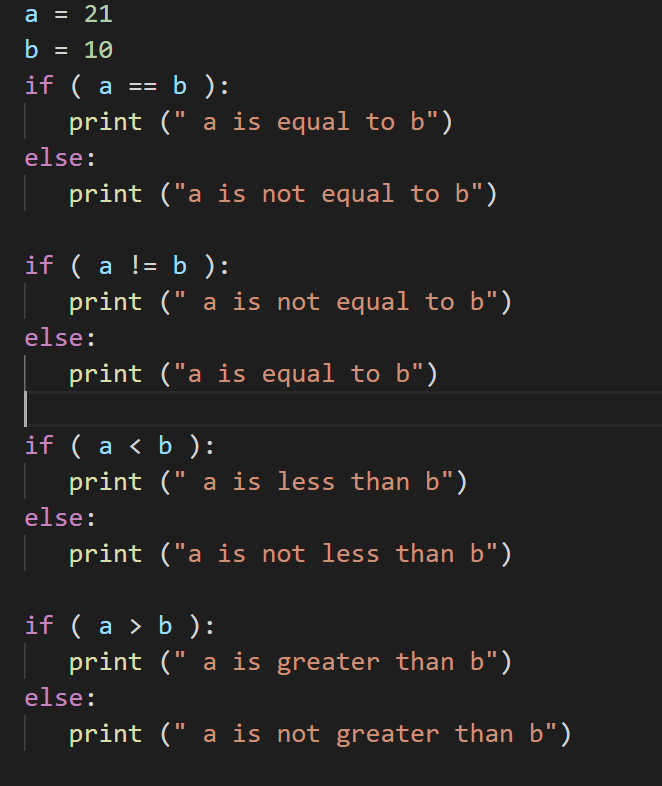 a = 21
b = 10
if ( a == b ):
   print (" a is equal to b")
else:
   print ("a is not equal to b")

if ( a != b ):
   print (" a is not equal to b")
else:
   print ("a is equal to b")

if ( a < b ):
   print (" a is less than b")
else:
   print ("a is not less than b")

if ( a > b ):
   print (" a is greater than b")
else:
   print (" a is not greater than b")